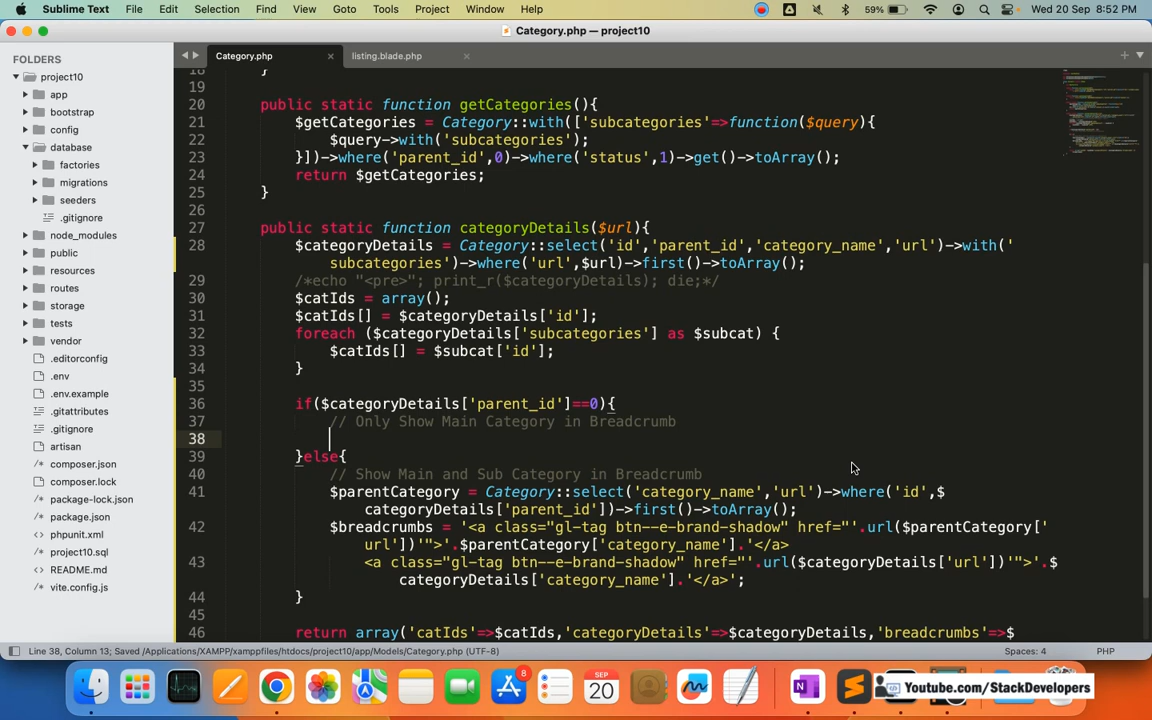 Sublime Text File Edit Selection Find View Goto Tools Project Window Help 59% Wed 20 Sep 8:52 PM
Category.php — project10
FOLDERS
project10
app
bootstrap
config
database
factories
migrations
seeders
.gitignore
node_modules
public
resources
routes
storage
tests
vendor
.editorconfig
.env
.env.example
.gitattributes
.gitignore
artisan
composer.json
composer.lock
package-lock.json
package.json
phpunit.xml
project10.sql
README.md
vite.config.js
Category.php listing.blade.php
18 }
19
20 public static function getCategories(){
21 $getCategories = Category::with(['subcategories'=>function($query){
22 $query->with('subcategories');
23 }])->where('parent_id',0)->where('status',1)->get()->toArray();
24 return $getCategories;
25 }
26
27 public static function categoryDetails($url){
28 $categoryDetails = Category::select('id','parent_id','category_name','url')->with('
subcategories')->where('url',$url)->first()->toArray();
29 /*echo "<pre>"; print_r($categoryDetails); die;*/
30 $catIds = array();
31 $catIds[] = $categoryDetails['id'];
32 foreach ($categoryDetails['subcategories'] as $subcat) {
33 $catIds[] = $subcat['id'];
34 }
35
36 if($categoryDetails['parent_id']==0){
37 // Only Show Main Category in Breadcrumb
38
39 }else{
40 // Show Main and Sub Category in Breadcrumb
41 $parentCategory = Category::select('category_name','url')->where('id',$
categoryDetails['parent_id'])->first()->toArray();
42 $breadcrumbs = '<a class="gl-tag btn--e-brand-shadow" href="'.url($parentCategory['
url'])'">'.$parentCategory['category_name'].'</a>
43 <a class="gl-tag btn--e-brand-shadow" href="'.url($categoryDetails['url'])'">'.$
categoryDetails['category_name'].'</a>';
44 }
45
46 return array('catIds'=>$catIds,'categoryDetails'=>$categoryDetails,'breadcrumbs'=>$
Line 38, Column 13; Saved /Applications/XAMPP/xamppfiles/htdocs/project10/app/Models/Category.php (UTF-8) Spaces: 4 PHP
8
SEP
20
Youtube.com/StackDevelopers